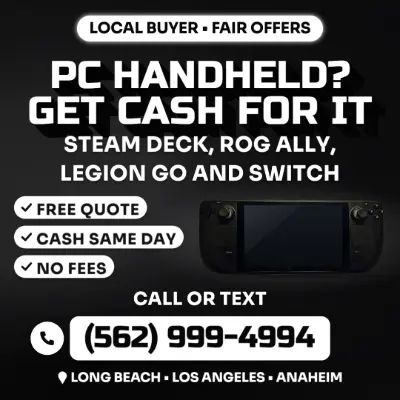 LOCAL BUYER • FAIR OFFERS
PC HANDHELD?
GET CASH FOR IT
STEAM DECK, ROG ALLY,
LEGION GO AND SWITCH
FREE QUOTE
CASH SAME DAY
NO FEES
CALL OR TEXT
(562) 999-4994
LONG BEACH • LOS ANGELES • ANAHEIM